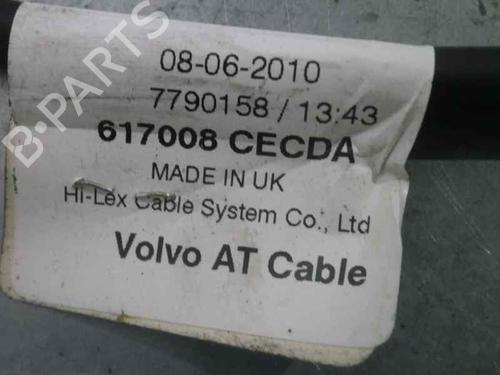 08-06-2010
7790158 / 13:43
617008 CECDA
MADE IN UK
Hi-Lex Cable System Co., Ltd
Volvo AT Cable
B-PARTS